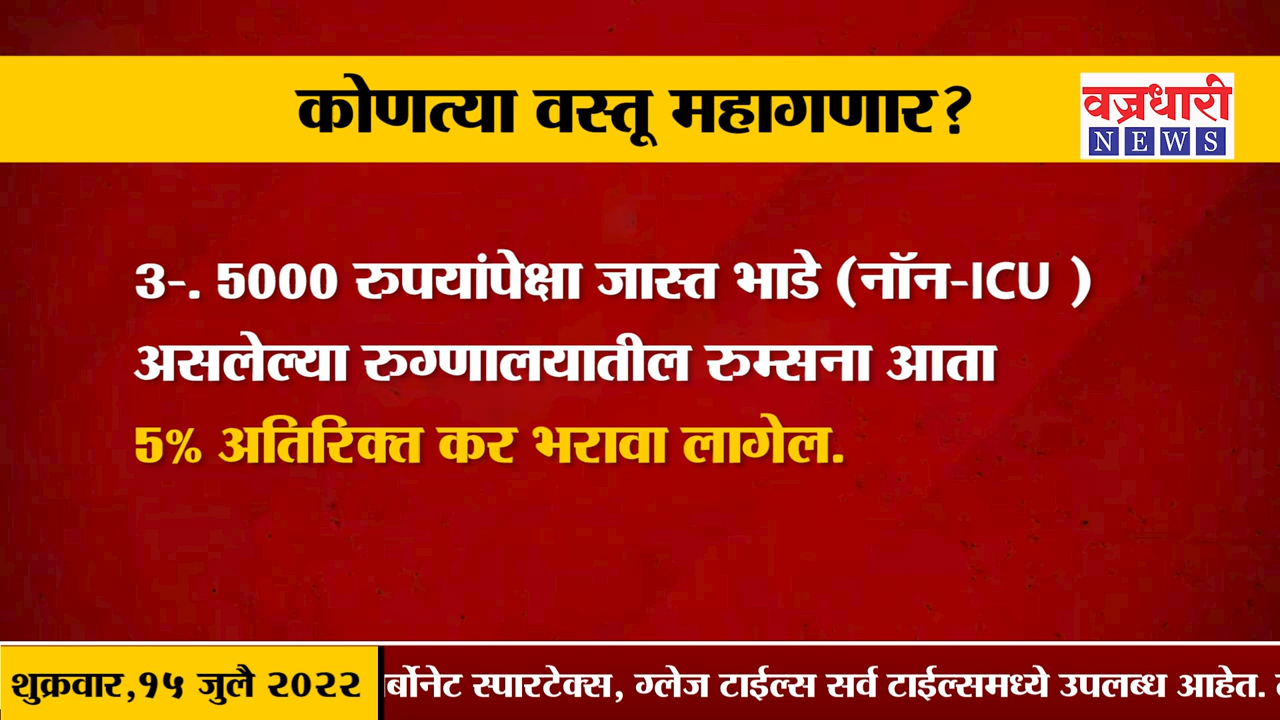 कोणत्या वस्तू महागणार?
वज्रधारी
NEWS
3-. 5000 रुपयांपेक्षा जास्त भाडे (नॉन-ICU )
असलेल्या रुग्णालयातील रुम्सना आता
5% अतिरिक्त कर भरावा लागेल.
शुक्रवार,१५ जुलै २०२२
र्बोनेट स्पारटेक्स, ग्लेज टाईल्स सर्व टाईल्समध्ये उपलब्ध आहेत.